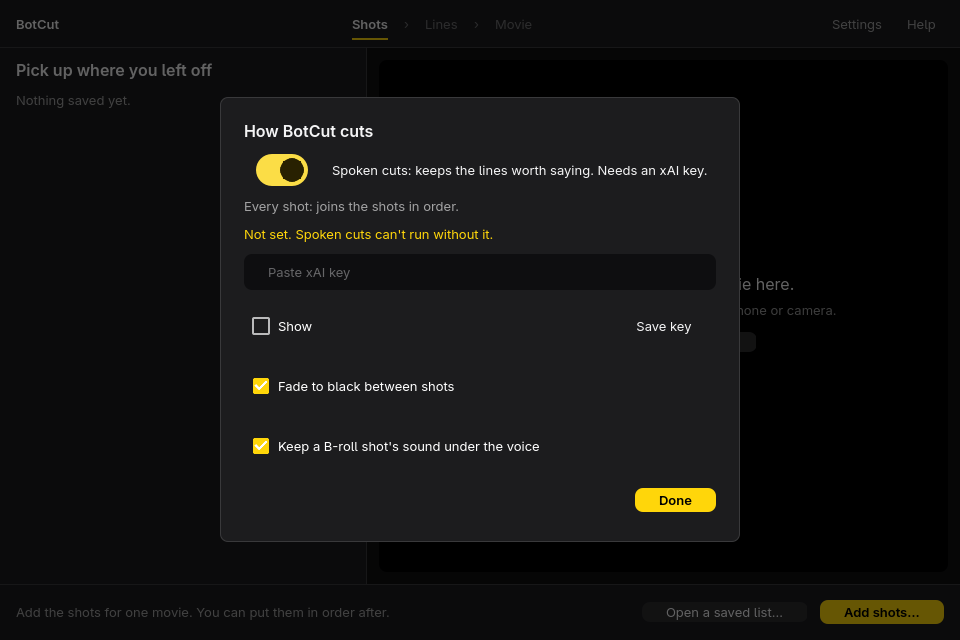 BotCut
Shots › Lines › Movie
Settings Help
Pick up where you left off
Nothing saved yet.
How BotCut cuts
Spoken cuts: keeps the lines worth saying. Needs an xAI key.
Every shot: joins the shots in order.
Not set. Spoken cuts can't run without it.
Paste xAI key
Show
Save key
Fade to black between shots
Keep a B-roll shot's sound under the voice
Done
here.
or camera.
Add the shots for one movie. You can put them in order after.
Open a saved list...
Add shots...